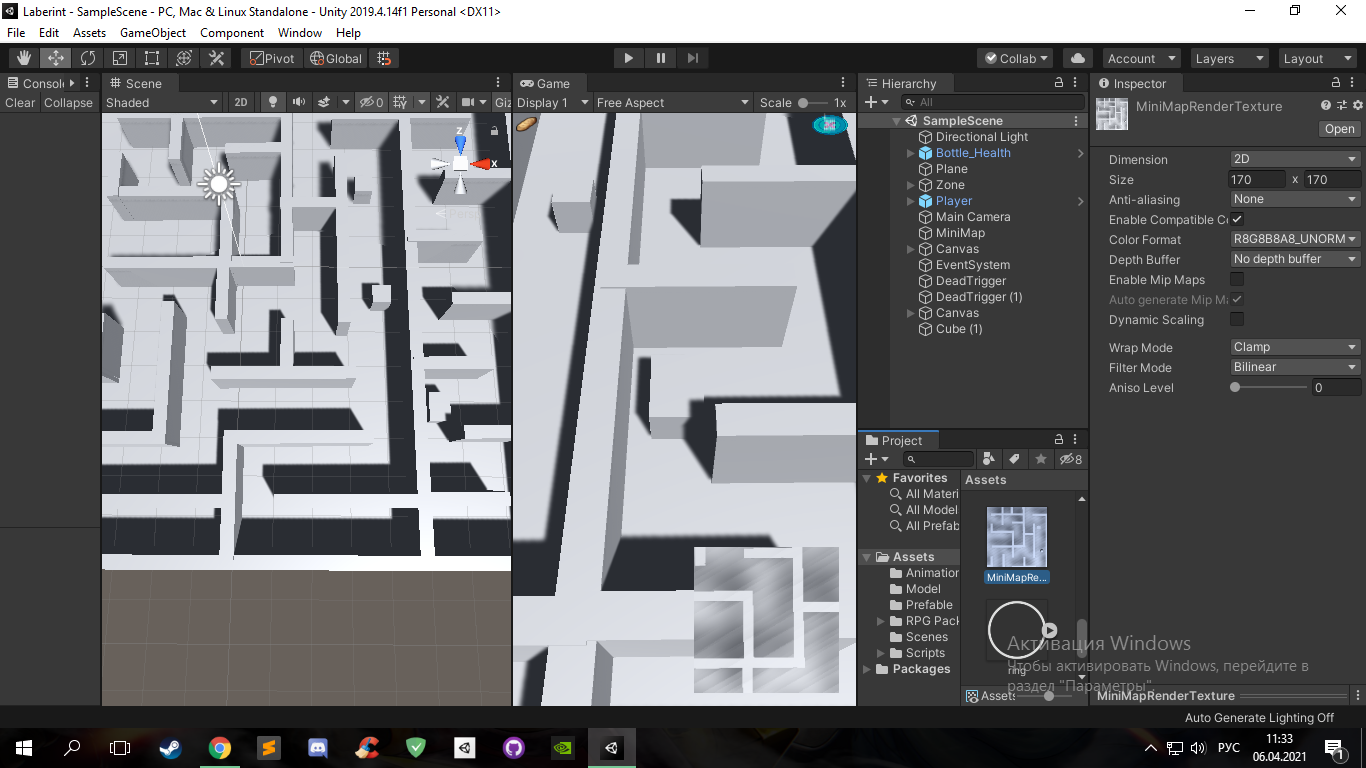 Laberint - SampleScene - PC, Mac & Linux Standalone - Unity 2019.4.14f1 Personal <DX11>
File Edit Assets GameObject Component Window Help
Pivot Global Collab Account Layers Layout
Console
Clear Collapse
Scene
Shaded 2D 0 Giz
Game
Display 1 Free Aspect Scale 1x
z
x
Hierarchy
All
SampleScene
Directional Light
Bottle_Health
Plane
Zone
Player
Main Camera
MiniMap
Canvas
EventSystem
DeadTrigger
DeadTrigger (1)
Canvas
Cube (1)
Project
8
Favorites
All Materi
All Model
All Prefab
Assets
Animation
Model
Prefable
RPG Pack
Scenes
Scripts
Packages
Assets
MiniMapRe...
ring
Assets
Inspector
MiniMapRenderTexture
Open
Dimension 2D
Size 170 x 170
Anti-aliasing None
Enable Compatible Co
Color Format R8G8B8A8_UNORM
Depth Buffer No depth buffer
Enable Mip Maps
Auto generate Mip Ma
Dynamic Scaling
Wrap Mode Clamp
Filter Mode Bilinear
Aniso Level 0
Активация Windows
Чтобы активировать Windows, перейдите в
раздел "Параметры".
MiniMapRenderTexture
Auto Generate Lighting Off
РУС
11:33
06.04.2021
1